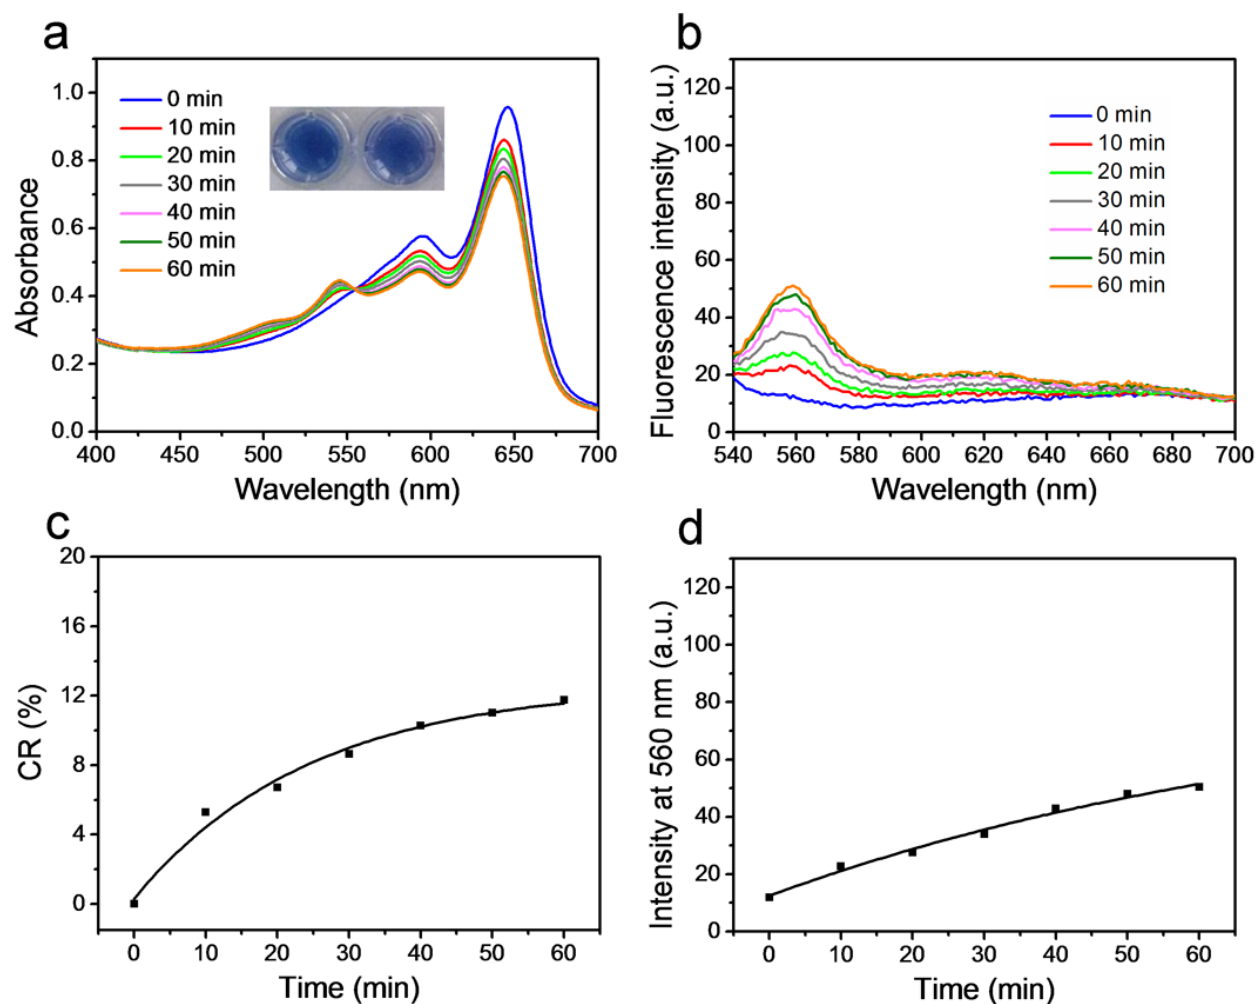 a
Absorbance
1.0
0.8
0.6
0.4
0.2
0.0
0 min
10 min
20 min
30 min
40 min
50 min
60 min
400 450 500 550 600 650 700
Wavelength (nm)
b
Fluorescence intensity (a.u.)
120
100
80
60
40
20
0
0 min
10 min
20 min
30 min
40 min
50 min
60 min
540 560 580 600 620 640 660 680 700
Wavelength (nm)
c
CR (%)
20
16
12
8
4
0
0 10 20 30 40 50 60
Time (min)
d
Intensity at 560 nm (a.u.)
120
100
80
60
40
20
0
0 10 20 30 40 50 60
Time (min)